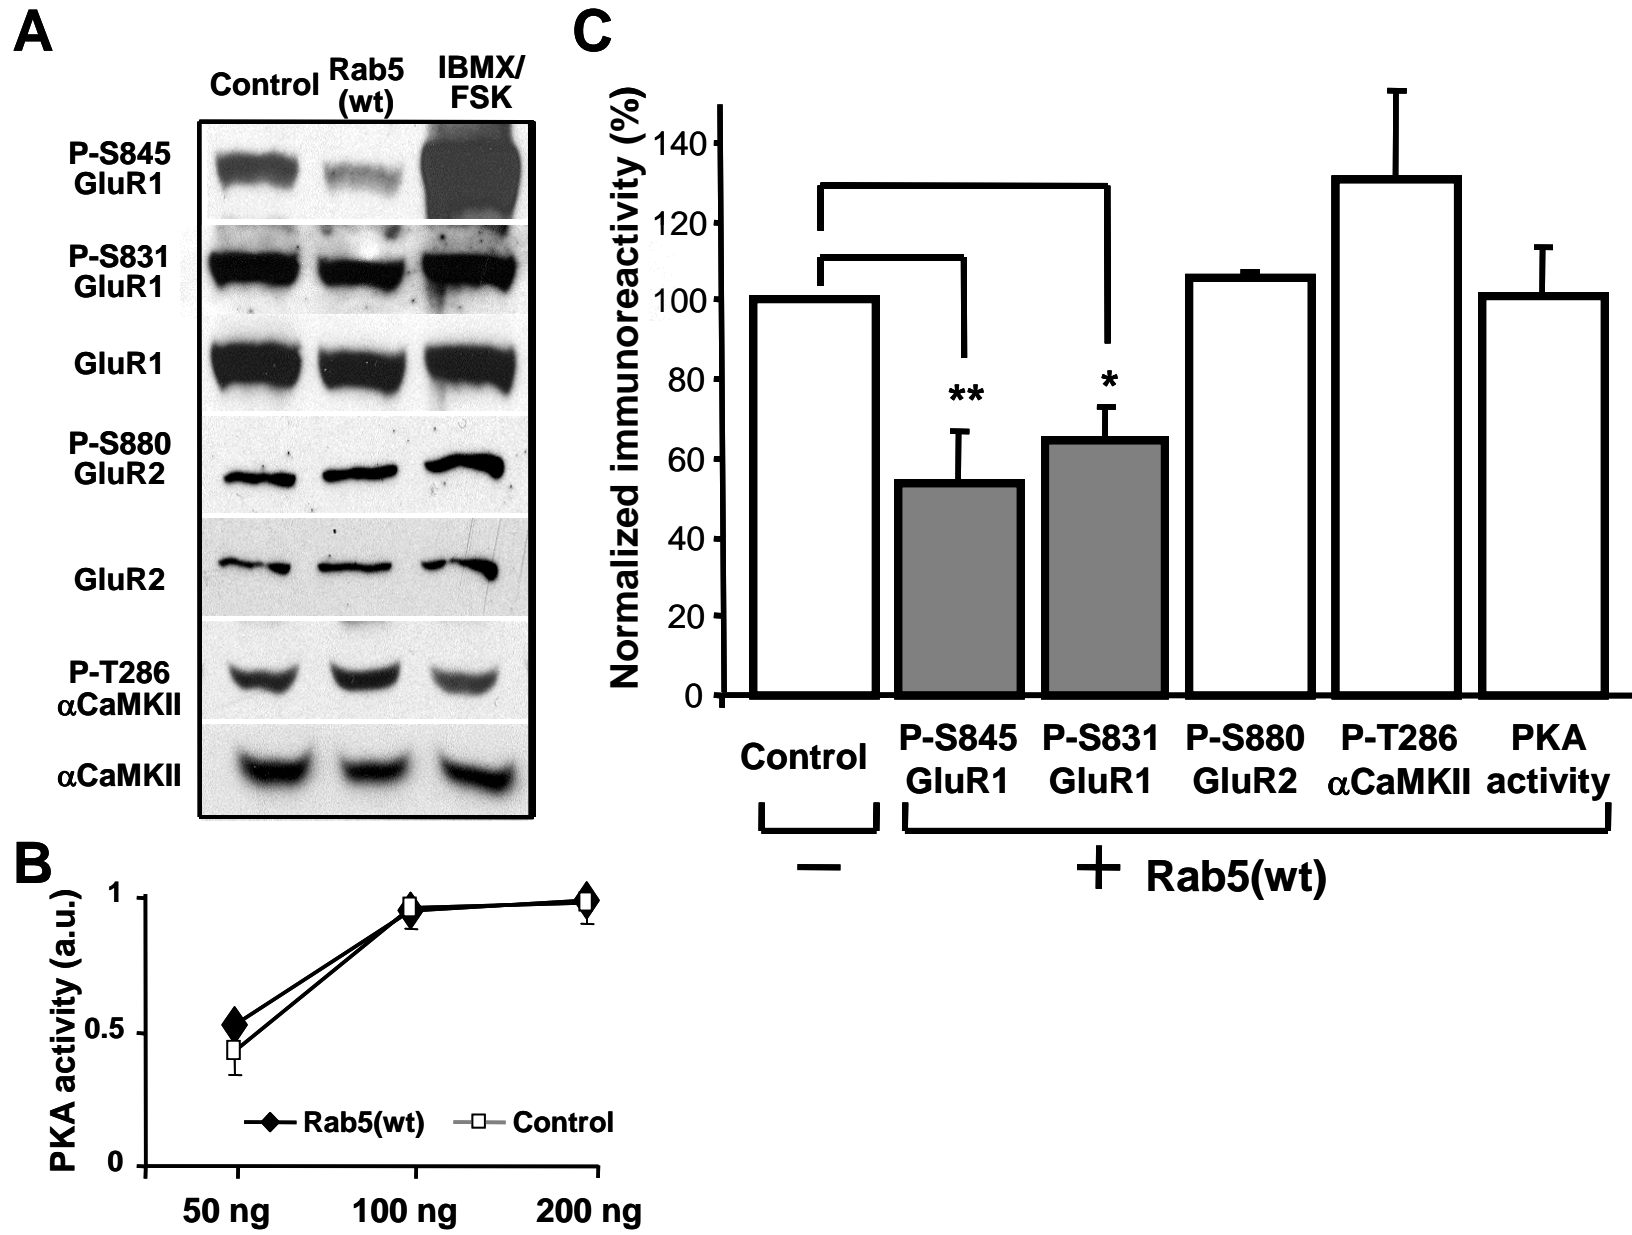 A
Control
Rab5
(wt)
IBMX/
FSK
P-S845
GluR1
P-S831
GluR1
GluR1
P-S880
GluR2
GluR2
P-T286
αCaMKII
αCaMKII
B
PKA activity (a.u.)
1
0.5
0
Rab5(wt)
Control
50 ng
100 ng
200 ng
C
Normalized immunoreactivity (%)
140
120
100
80
60
40
20
0
**
*
Control
P-S845
GluR1
P-S831
GluR1
P-S880
GluR2
P-T286
αCaMKII
PKA
activity
− + Rab5(wt)